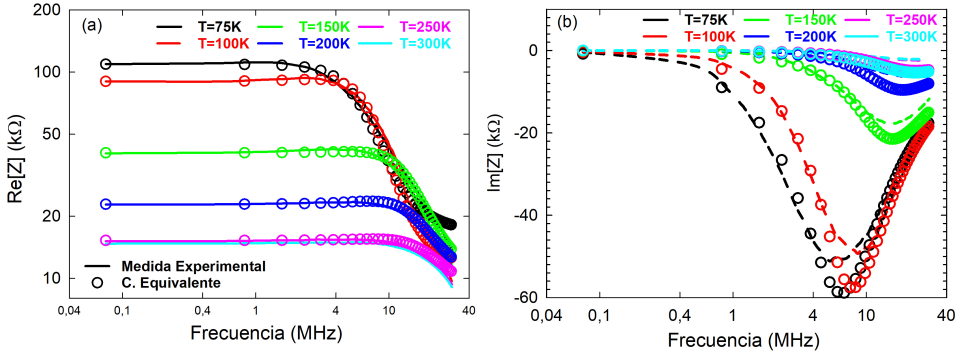 (a)
T=75K T=150K T=250K
T=100K T=200K T=300K
200
100
50
20
10
Re[Z] (kΩ)
Medida Experimental
C. Equivalente
0,04 0,1 0,4 1 4 10 40
Frecuencia (MHz)
(b)
T=75K T=150K T=250K
T=100K T=200K T=300K
0
-20
-40
-60
Im[Z] (kΩ)
0,04 0,1 0,4 1 4 10 40
Frecuencia (MHz)